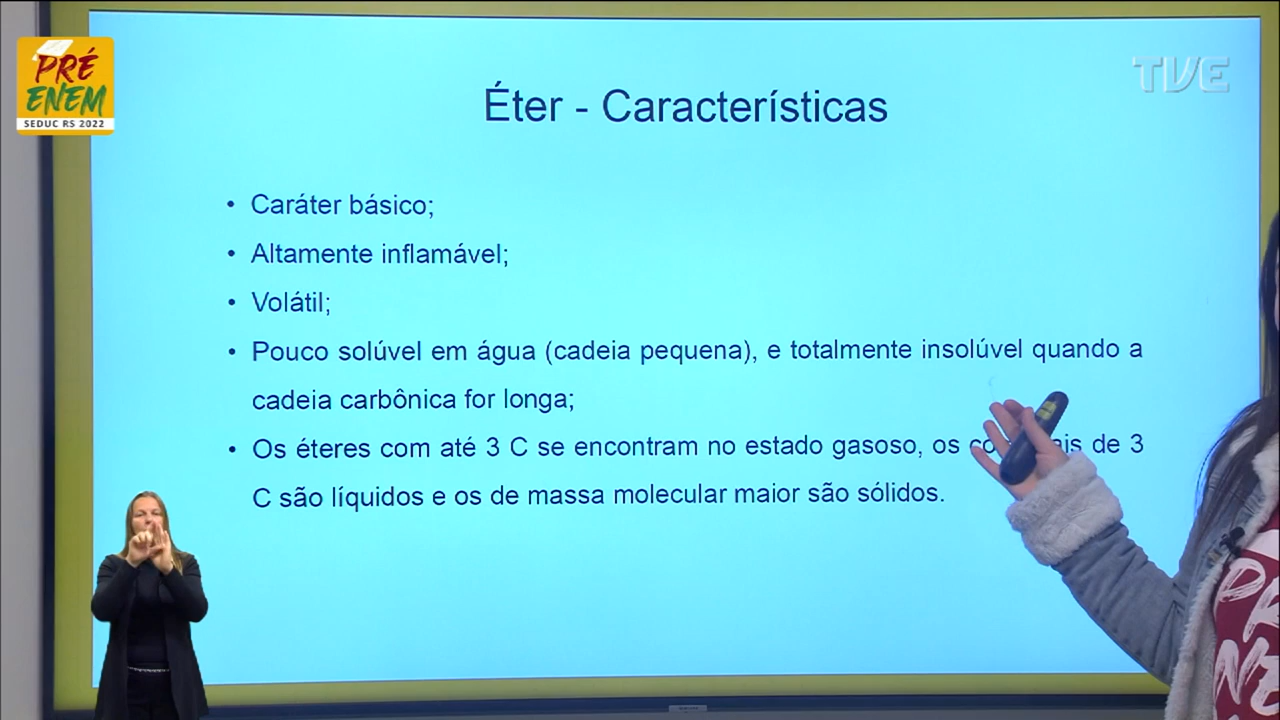 PRÉ
ENEM
SEDUC RS 2022
TVE
Éter - Características
• Caráter básico;
• Altamente inflamável;
• Volátil;
• Pouco solúvel em água (cadeia pequena), e totalmente insolúvel quando a
cadeia carbônica for longa;
• Os éteres com até 3 C se encontram no estado gasoso, os de 3
C são líquidos e os de massa molecular maior são sólidos.